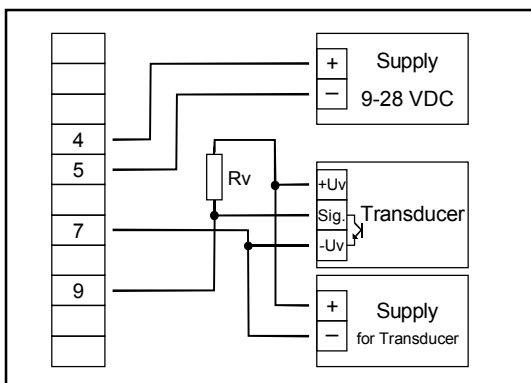 4
5
7
9
Rv
+
−
Supply
9-28 VDC
+Uv
Sig.
-Uv
Transducer
+
−
Supply
for Transducer